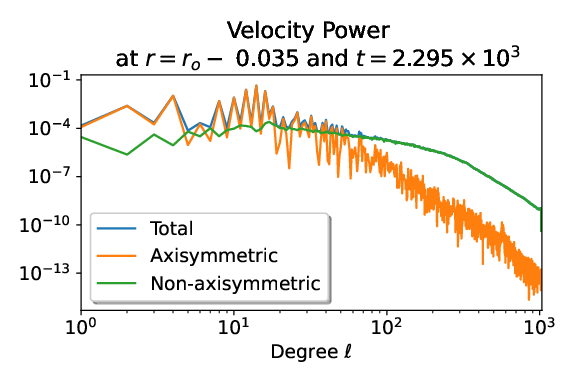 Velocity Power
at r = r_o − 0.035 and t = 2.295 × 10^3
10^−1
10^−4
10^−7
10^−10
10^−13
Total
Axisymmetric
Non-axisymmetric
10^0 10^1 10^2 10^3
Degree ℓ